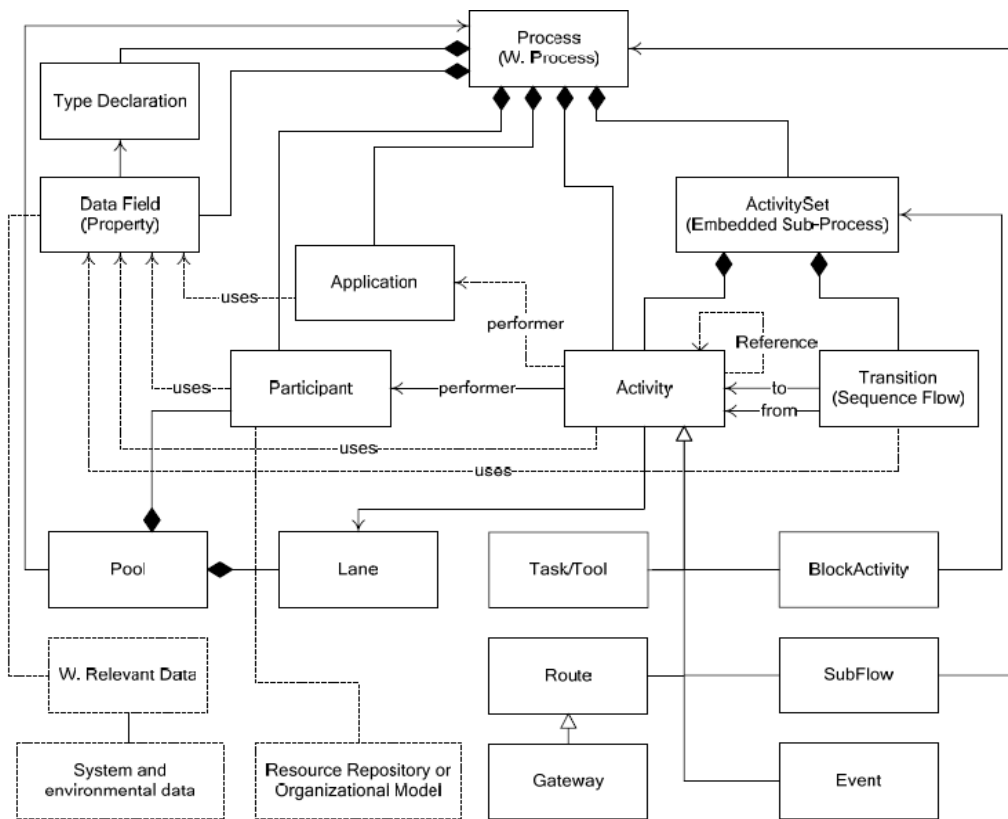 Process
(W. Process)
Type Declaration
Data Field
(Property)
ActivitySet
(Embedded Sub-Process)
Application
uses
performer
Reference
Participant
uses
performer
Activity
to
from
Transition
(Sequence Flow)
uses
uses
Pool
Lane
Task/Tool
BlockActivity
W. Relevant Data
Route
SubFlow
System and
environmental data
Resource Repository or
Organizational Model
Gateway
Event